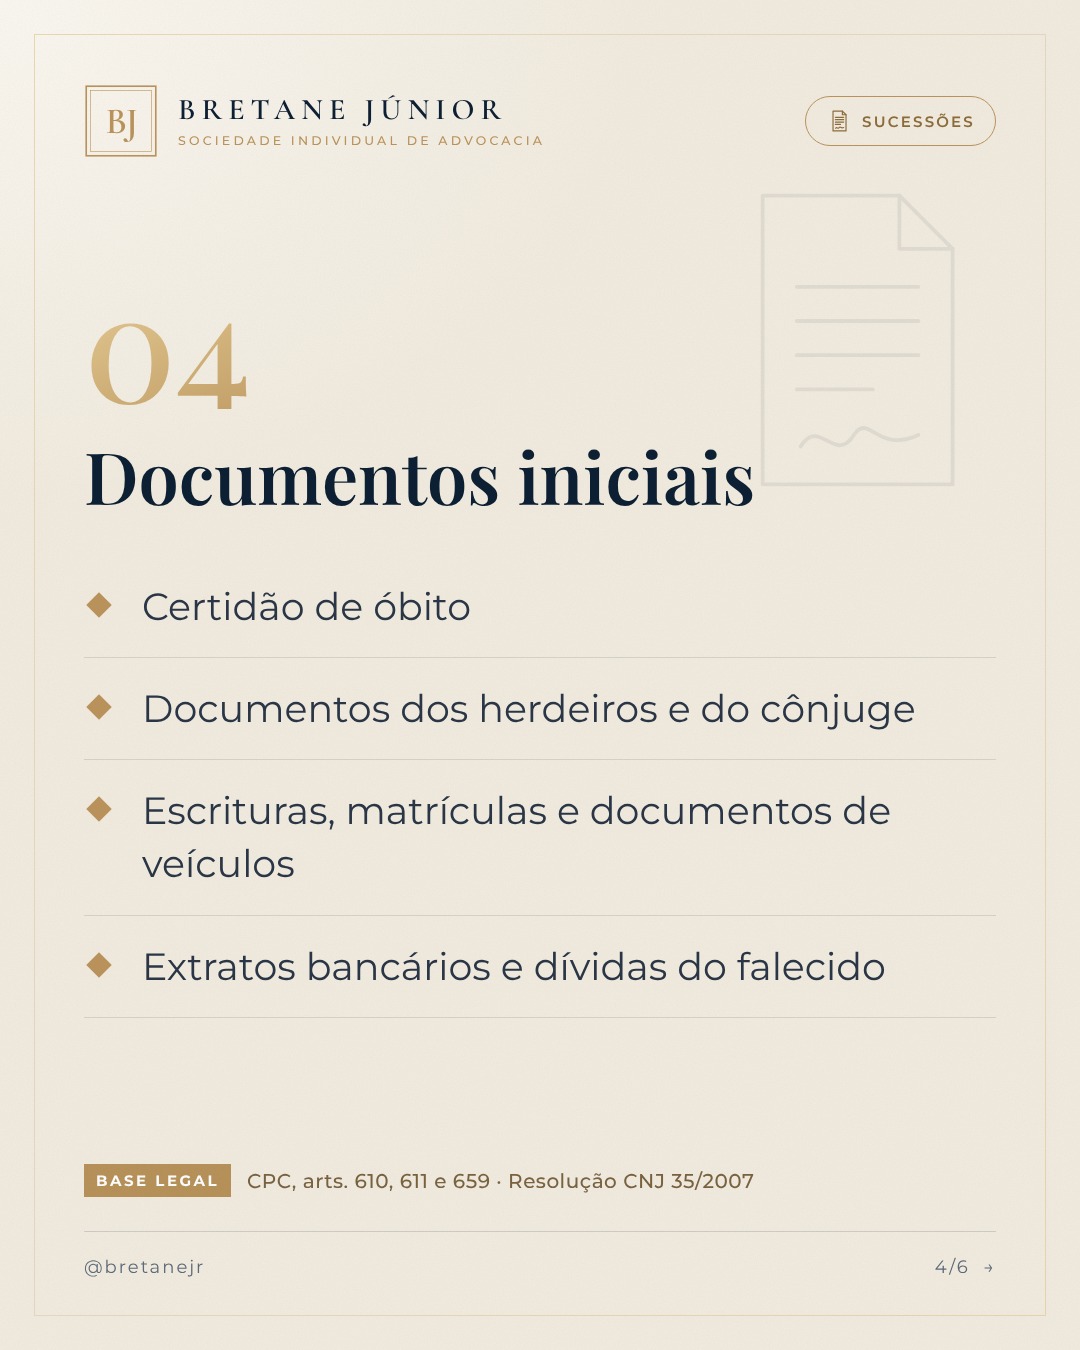 BJ
BRETANE JÚNIOR
SOCIEDADE INDIVIDUAL DE ADVOCACIA
SUCESSÕES
04
Documentos iniciais
Certidão de óbito
Documentos dos herdeiros e do cônjuge
Escrituras, matrículas e documentos de
veículos
Extratos bancários e dívidas do falecido
BASE LEGAL CPC, arts. 610, 611 e 659 · Resolução CNJ 35/2007
@bretanejr
4/6 →